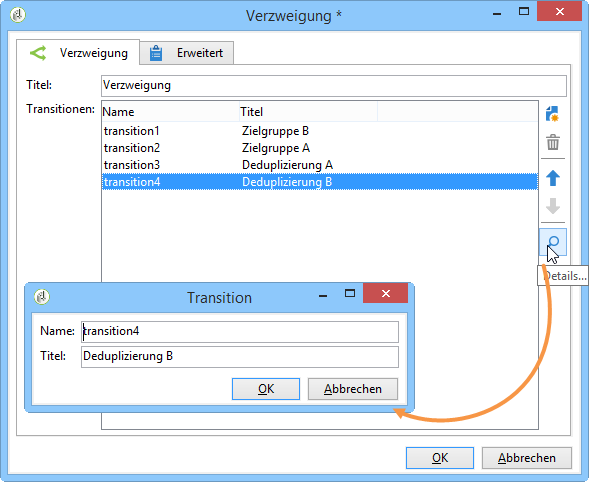 Verzweigung *
Verzweigung Erweitert
Titel: Verzweigung
Transitionen: Name Titel
transition1 Zielgruppe B
transition2 Zielgruppe A
transition3 Deduplizierung A
transition4 Deduplizierung B
Details...
Transition
Name: transition4
Titel: Deduplizierung B
OK Abbrechen
OK Abbrechen